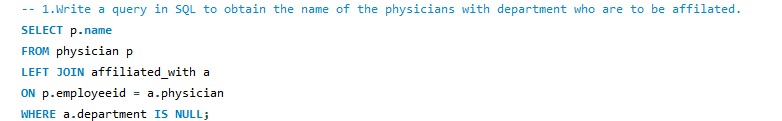 -- 1.Write a query in SQL to obtain the name of the physicians with department who are to be affilated.
SELECT p.name
FROM physician p
LEFT JOIN affiliated_with a
ON p.employeeid = a.physician
WHERE a.department IS NULL;